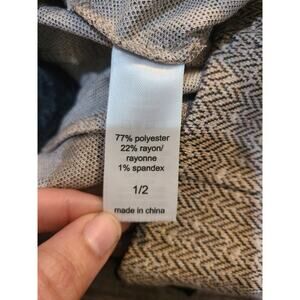 77% polyester
22% rayon/
rayonne
1% spandex
1/2
made in china